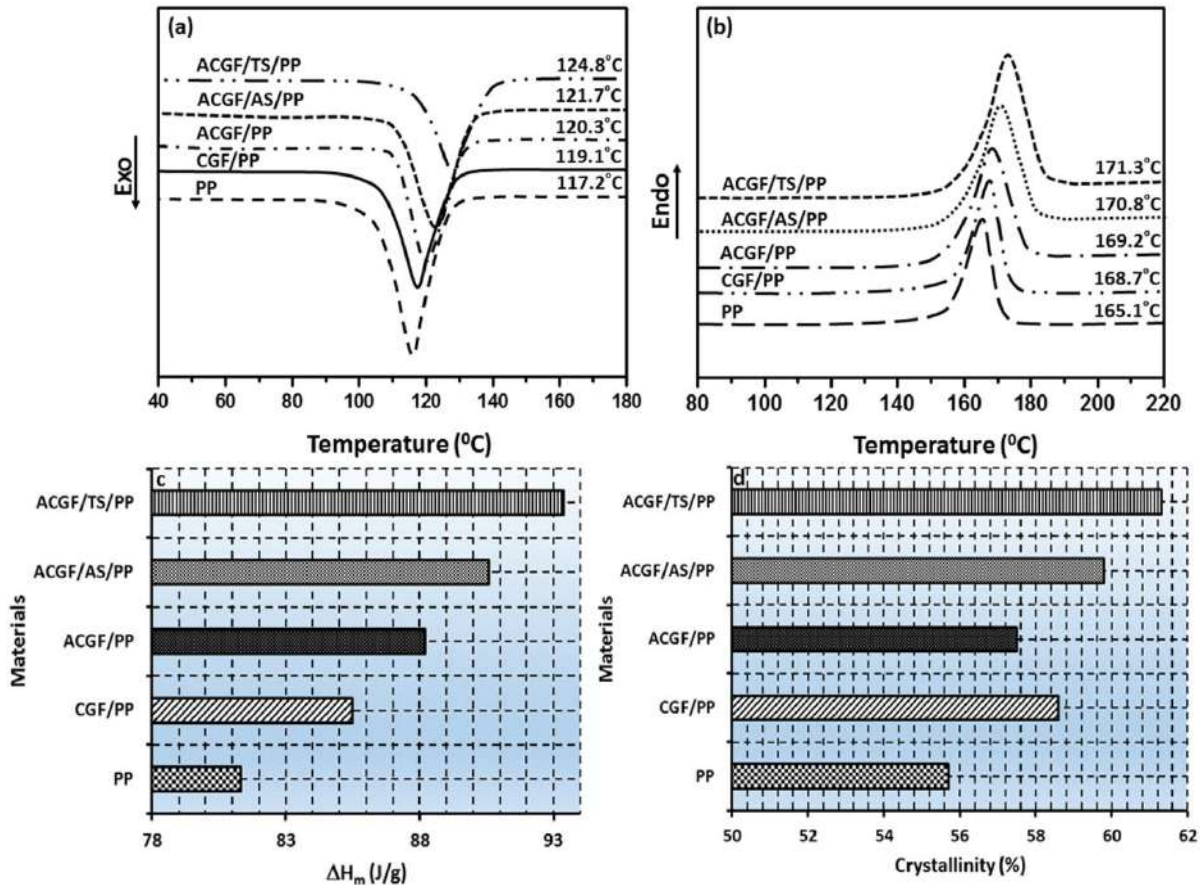 (a)
ACGF/TS/PP
124.8°C
ACGF/AS/PP
121.7°C
ACGF/PP
120.3°C
CGF/PP
119.1°C
PP
117.2°C
Exo
40 60 80 100 120 140 160 180
Temperature (⁰C)
(b)
ACGF/TS/PP
171.3°C
ACGF/AS/PP
170.8°C
ACGF/PP
169.2°C
CGF/PP
168.7°C
PP
165.1°C
Endo
80 100 120 140 160 180 200 220
Temperature (⁰C)
c
ACGF/TS/PP
ACGF/AS/PP
ACGF/PP
CGF/PP
PP
Materials
78 83 88 93
ΔHₘ (J/g)
d
ACGF/TS/PP
ACGF/AS/PP
ACGF/PP
CGF/PP
PP
Materials
50 52 54 56 58 60 62
Crystallinity (%)